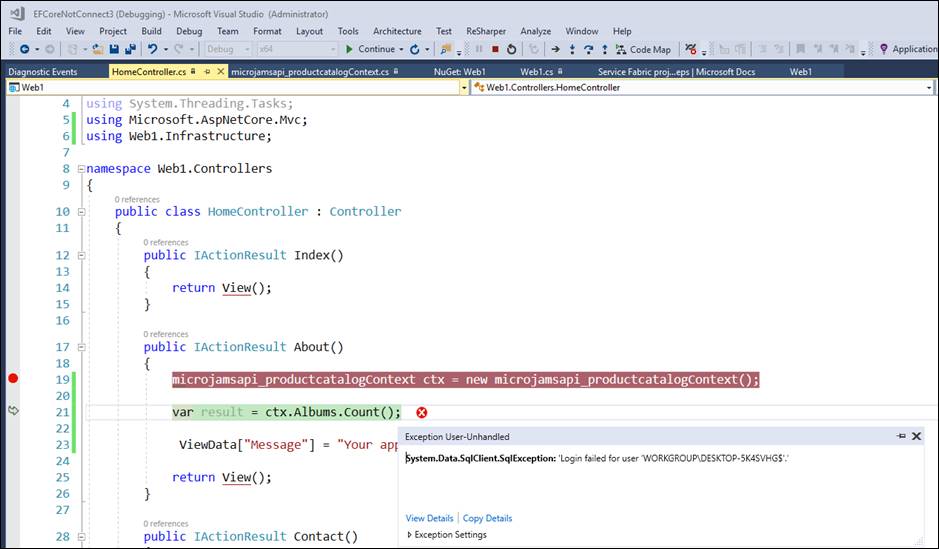 EFCoreNotConnect3 (Debugging) - Microsoft Visual Studio (Administrator)
File Edit View Project Build Debug Team Format Layout Tools Architecture Test ReSharper Analyze Window Help
Debug x64 Continue Code Map Application
Diagnostic Events HomeController.cs microjamsapi_productcatalogContext.cs NuGet: Web1 Web1.cs Service Fabric proj...eps | Microsoft Docs Web1
Web1 Web1.Controllers.HomeController
4 using System.Threading.Tasks;
5 using Microsoft.AspNetCore.Mvc;
6 using Web1.Infrastructure;
7
8 namespace Web1.Controllers
9 {
0 references
10 public class HomeController : Controller
11 {
0 references
12 public IActionResult Index()
13 {
14 return View();
15 }
16
0 references
17 public IActionResult About()
18 {
19 microjamsapi_productcatalogContext ctx = new microjamsapi_productcatalogContext();
20
21 var result = ctx.Albums.Count();
22
23 ViewData["Message"] = "Your app
Exception User-Unhandled
System.Data.SqlClient.SqlException: 'Login failed for user 'WORKGROUP\DESKTOP-5K4SVHG$'.'
View Details | Copy Details
Exception Settings
25 return View();
26 }
27
0 references
28 public IActionResult Contact()